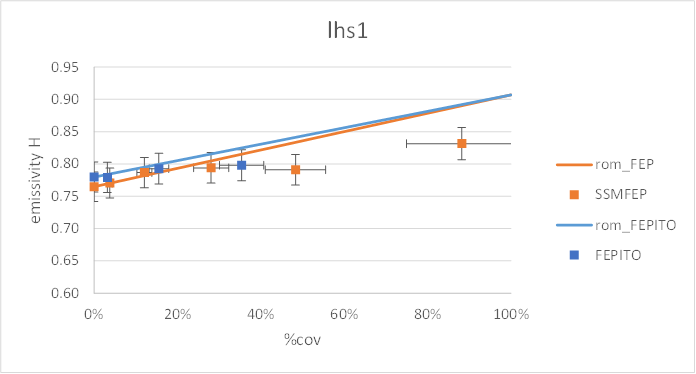 lhs1
0.95
0.90
0.85
0.80
0.75
0.70
0.65
0.60
emissivity H
0% 20% 40% 60% 80% 100%
%cov
rom_FEP
SSMFEP
rom_FEPITO
FEPITO